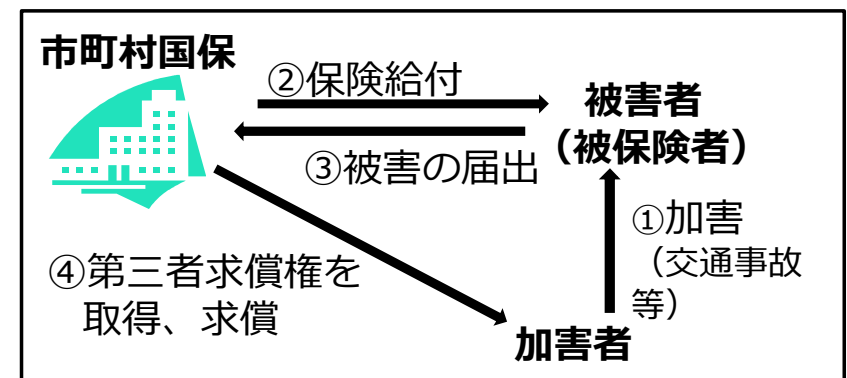 市町村国保
②保険給付
被害者
（被保険者）
③被害の届出
①加害
（交通事故
等）
④第三者求償権を
取得、求償
加害者